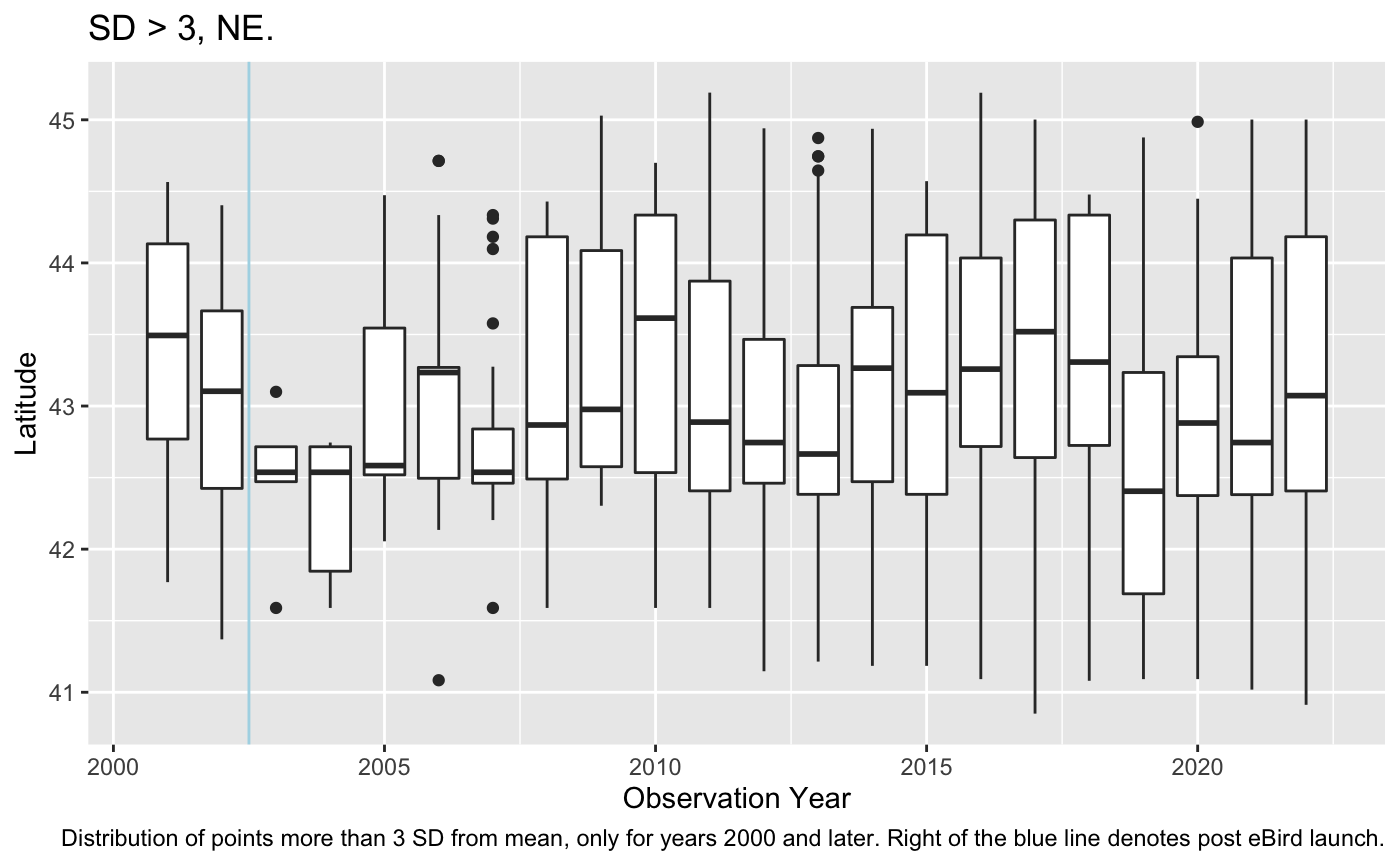 SD > 3, NE.
45
44
43
42
41
Latitude
2000 2005 2010 2015 2020
Observation Year
Distribution of points more than 3 SD from mean, only for years 2000 and later. Right of the blue line denotes post eBird launch.